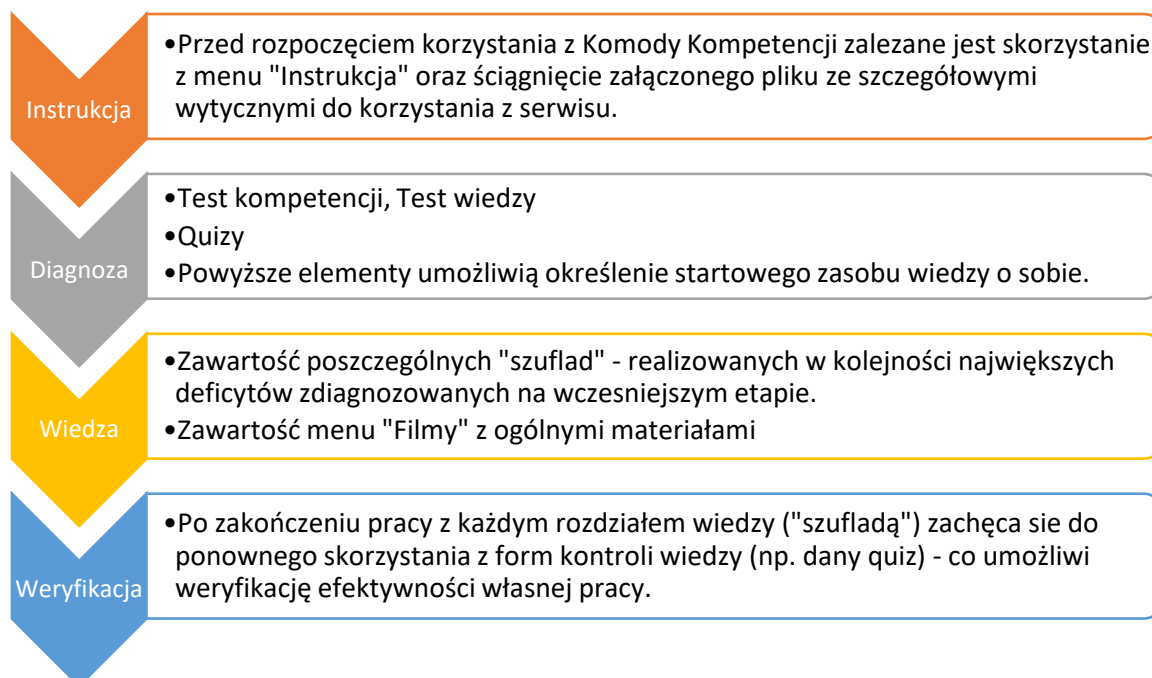 Instrukcja
•Przed rozpoczęciem korzystania z Komody Kompetencji zalezane jest skorzystanie
z menu "Instrukcja" oraz ściągnięcie załączonego pliku ze szczegółowymi
wytycznymi do korzystania z serwisu.
Diagnoza
•Test kompetencji, Test wiedzy
•Quizy
•Powyższe elementy umożliwią określenie startowego zasobu wiedzy o sobie.
Wiedza
•Zawartość poszczególnych "szuflad" - realizowanych w kolejności największych
deficytów zdiagnozowanych na wczesniejszym etapie.
•Zawartość menu "Filmy" z ogólnymi materiałami
Weryfikacja
•Po zakończeniu pracy z każdym rozdziałem wiedzy ("szufladą") zachęca sie do
ponownego skorzystania z form kontroli wiedzy (np. dany quiz) - co umożliwi
weryfikację efektywności własnej pracy.